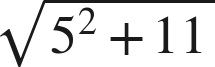 √(5² + 11)